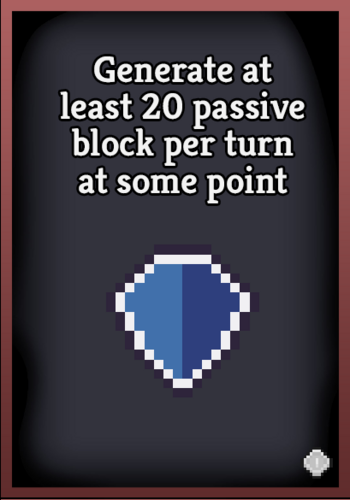 Generate at
least 20 passive
block per turn
at some point